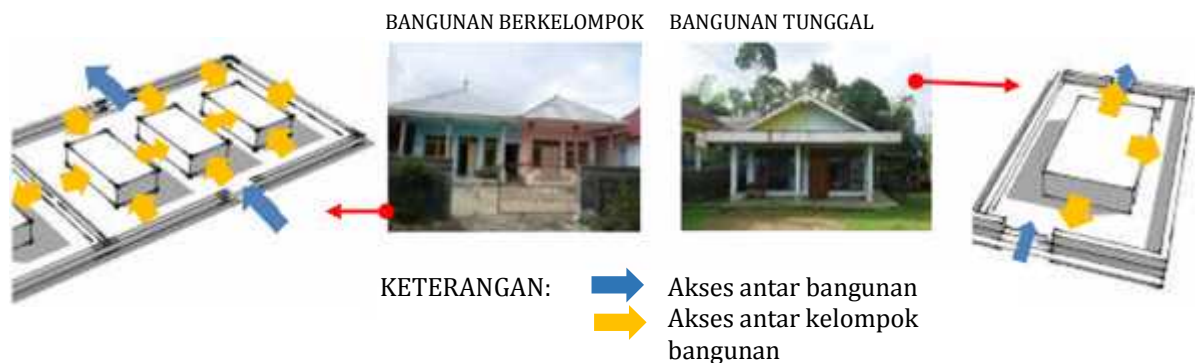 BANGUNAN BERKELOMPOK
BANGUNAN TUNGGAL
KETERANGAN:
Akses antar bangunan
Akses antar kelompok
bangunan